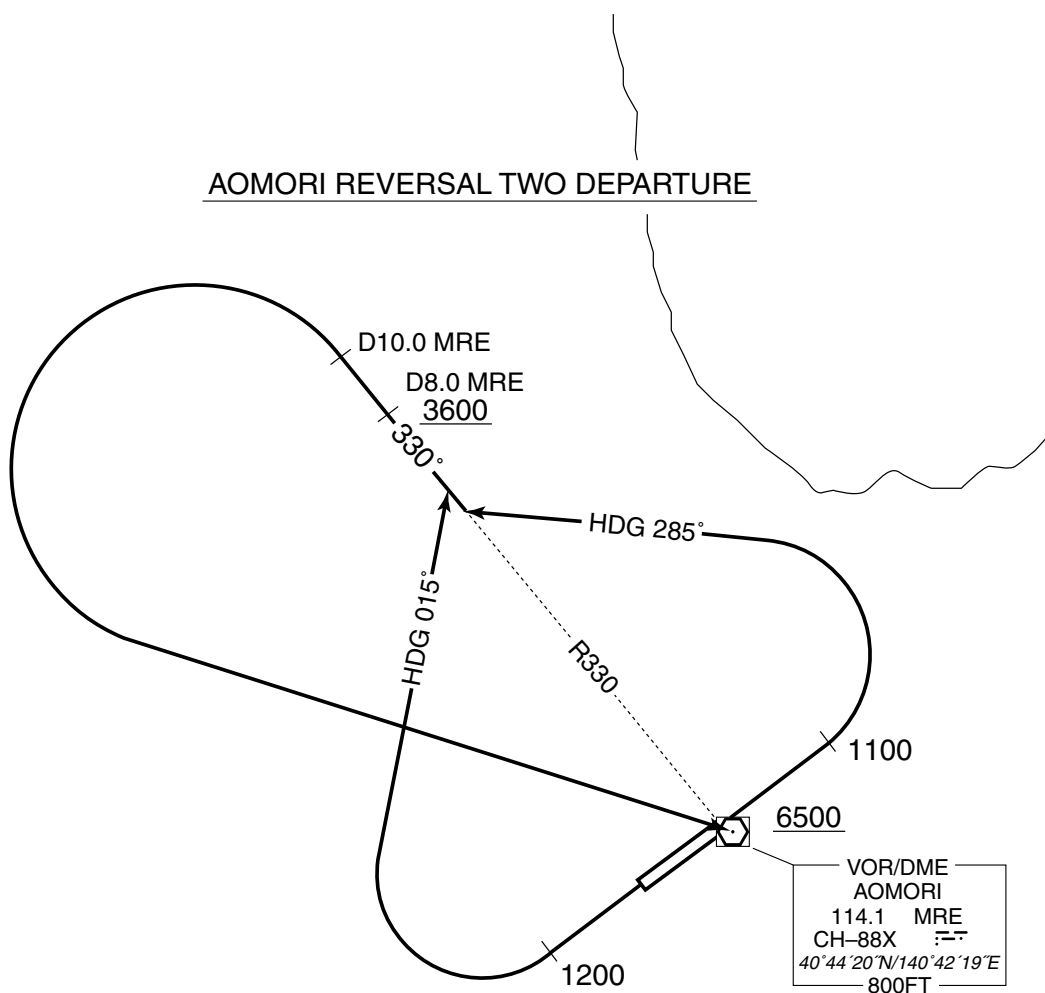 AOMORI REVERSAL TWO DEPARTURE
D10.0 MRE
D8.0 MRE
3600
330°
HDG 285°
HDG 015°
R330
1100
6500
1200
VOR/DME
AOMORI
114.1 MRE
CH–88X
40°44´20˝N/140°42´19˝E
800FT